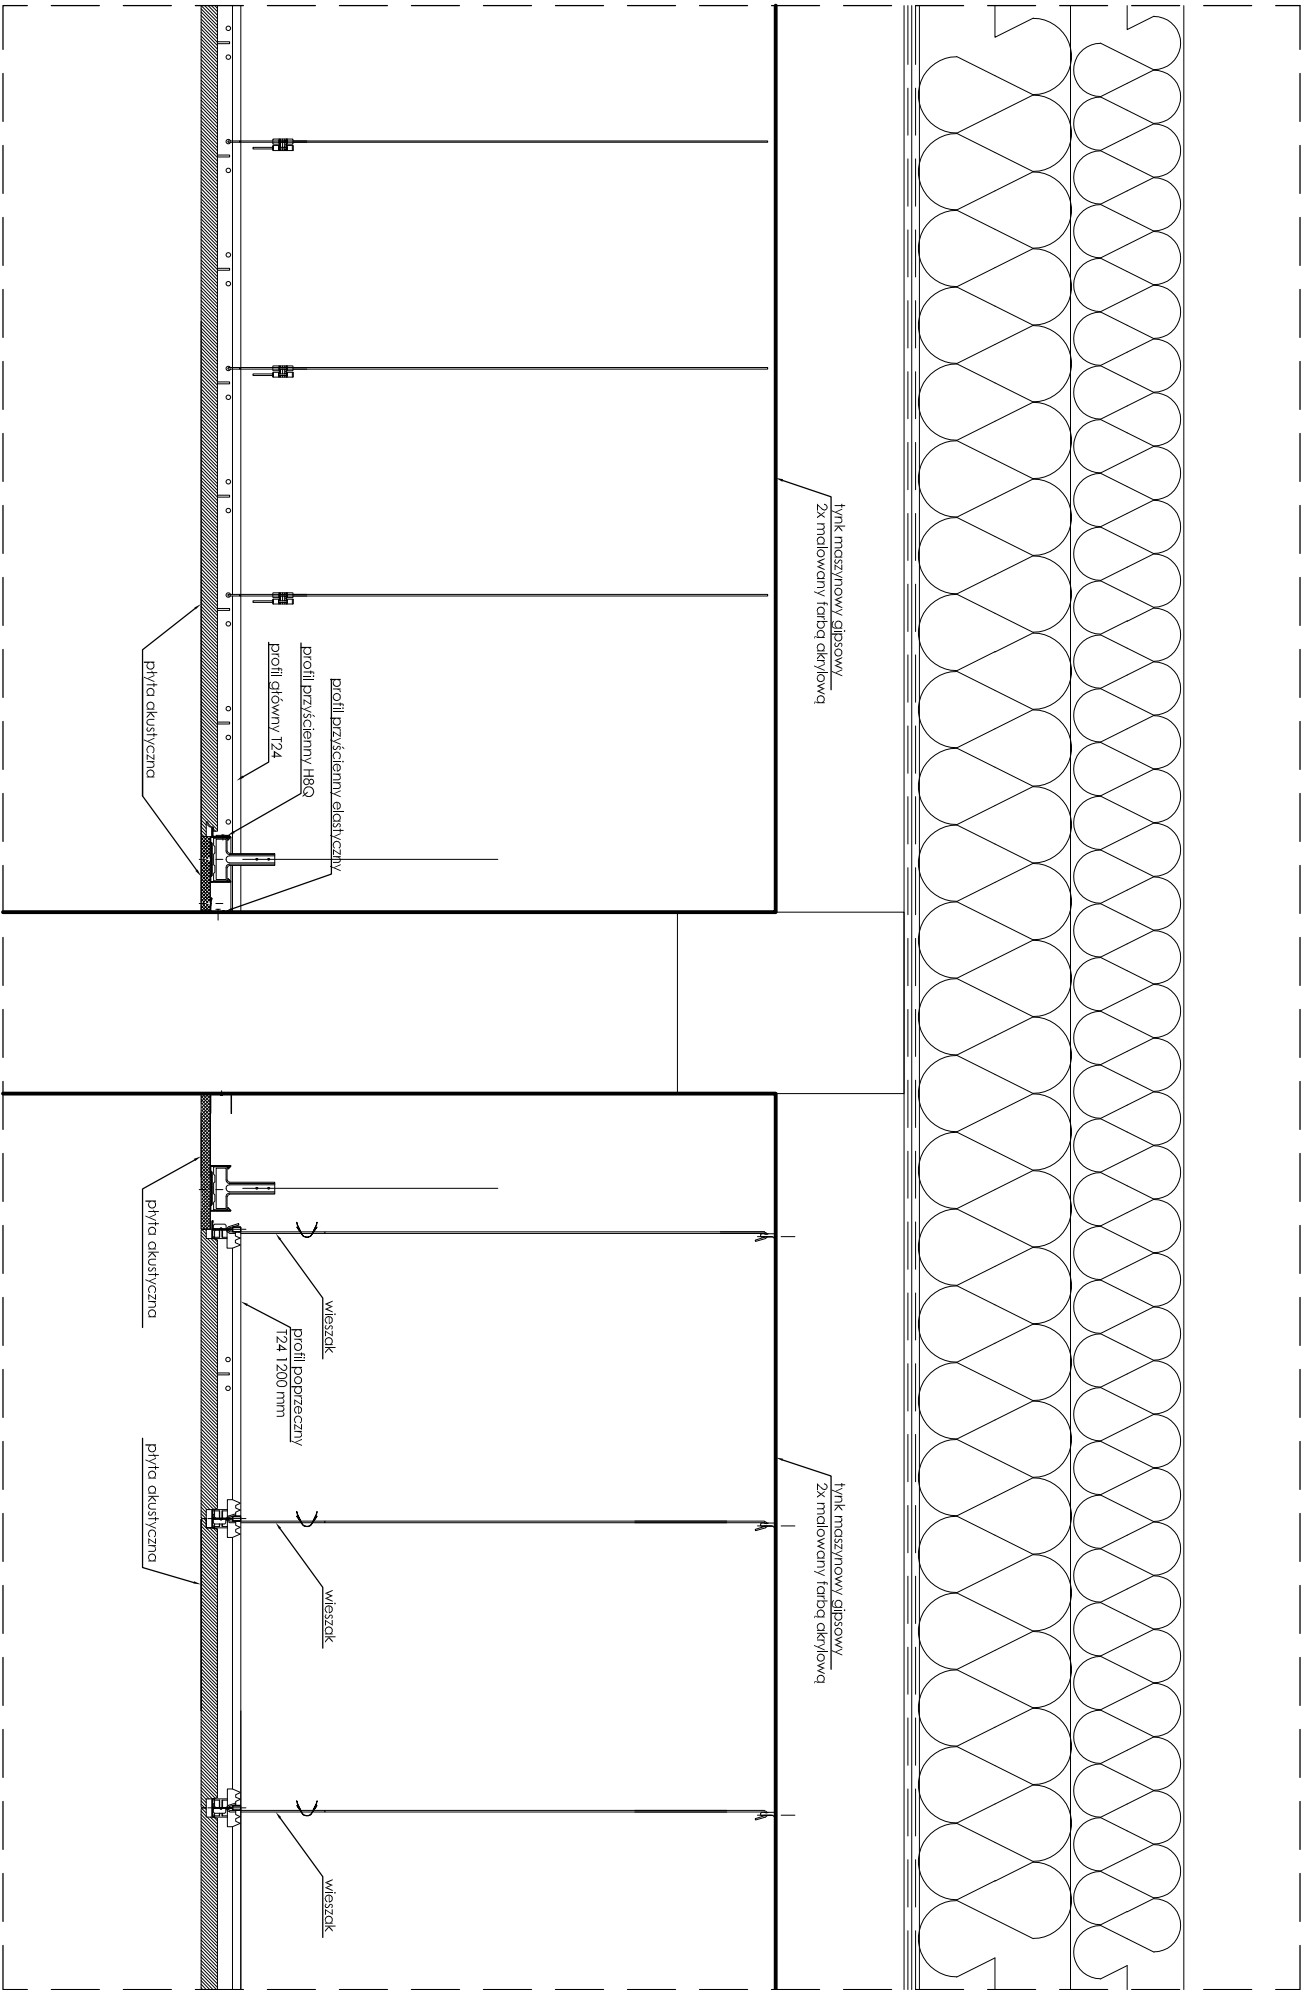 tynk maszynowy gipsowy
2x malowany farbą akrylową
profil przyścienny elastyczny
profil przyścienny H8Q
profil główny T24
płyta akustyczna
tynk maszynowy gipsowy
2x malowany farbą akrylową
wieszak
wieszak
wieszak
profil poprzeczny
T24 1200 mm
płyta akustyczna
płyta akustyczna